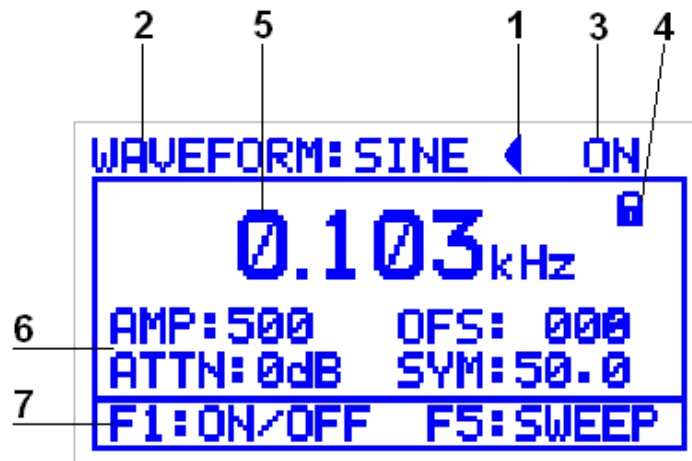 2 5 1 3 4
WAVEFORM:SINE ON
0.103kHz
6
AMP:500 OFS: 000
ATTN:0dB SYM:50.0
7
F1:ON/OFF F5:SWEEP